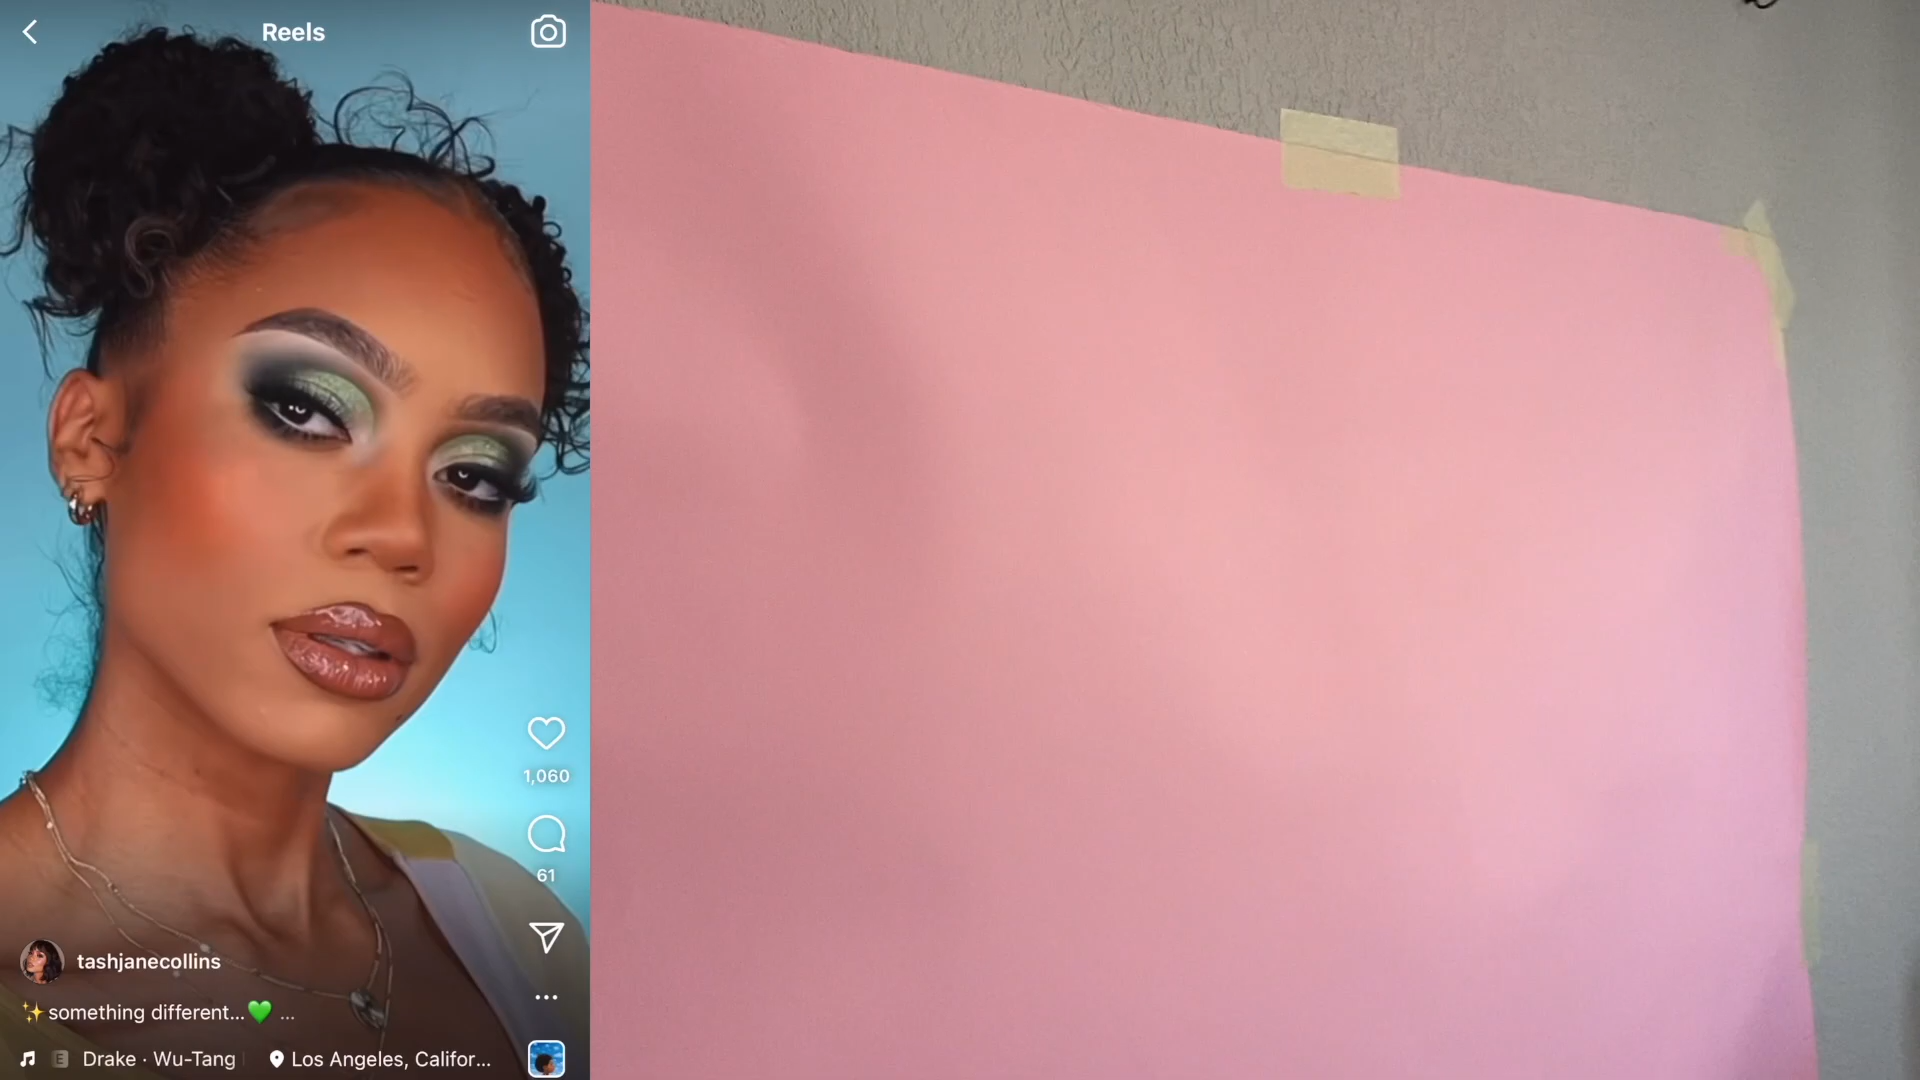 Reels
1,060
61
tashjanecollins
✨something different...💚 ...
E Drake · Wu-Tang
Los Angeles, Califor...